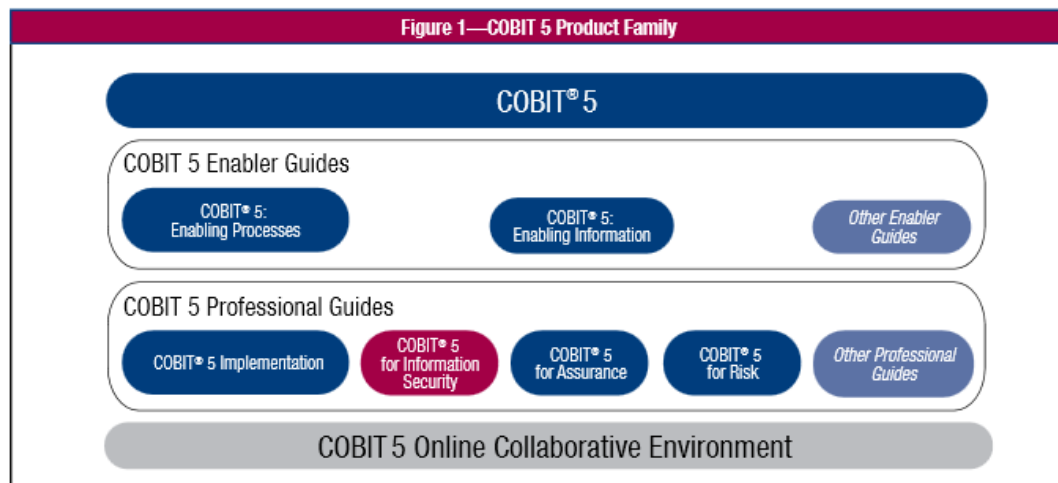 Figure 1—COBIT 5 Product Family
COBIT® 5
COBIT 5 Enabler Guides
COBIT® 5:
Enabling Processes
COBIT® 5:
Enabling Information
Other Enabler
Guides
COBIT 5 Professional Guides
COBIT® 5 Implementation
COBIT® 5
for Information
Security
COBIT® 5
for Assurance
COBIT® 5
for Risk
Other Professional
Guides
COBIT 5 Online Collaborative Environment